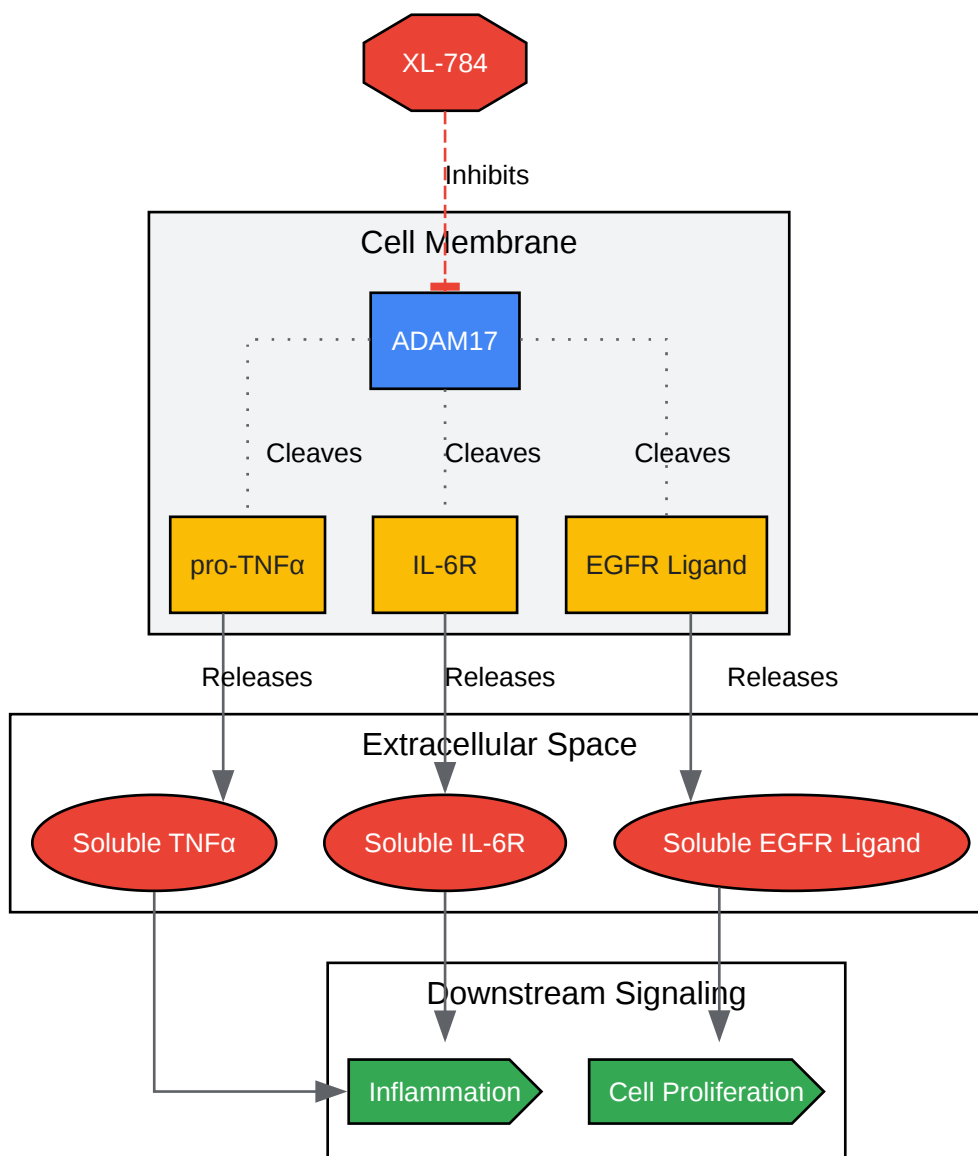 XL-784
Inhibits
Cell Membrane
ADAM17
Cleaves
Cleaves
Cleaves
pro-TNFα
IL-6R
EGFR Ligand
Releases
Releases
Releases
Extracellular Space
Soluble TNFα
Soluble IL-6R
Soluble EGFR Ligand
Downstream Signaling
Inflammation
Cell Proliferation